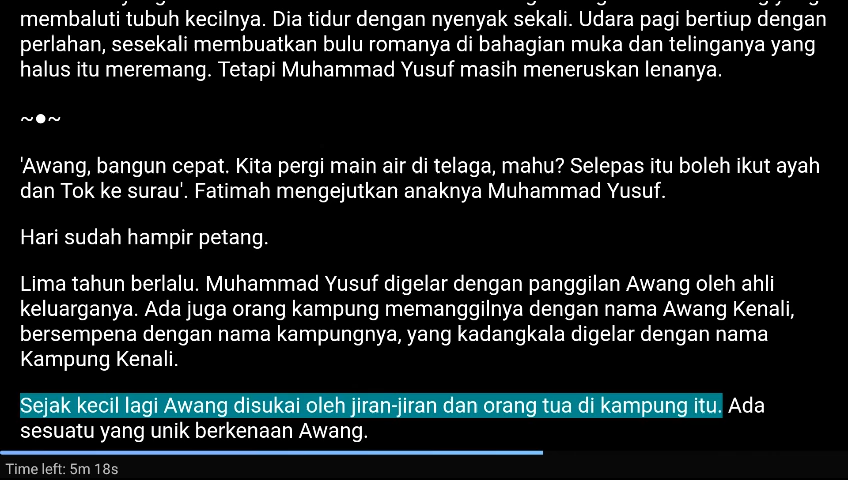 membaluti tubuh kecilnya. Dia tidur dengan nyenyak sekali. Udara pagi bertiup dengan
perlahan, sesekali membuatkan bulu romanya di bahagian muka dan telinganya yang
halus itu meremang. Tetapi Muhammad Yusuf masih meneruskan lenanya.
~●~
'Awang, bangun cepat. Kita pergi main air di telaga, mahu? Selepas itu boleh ikut ayah
dan Tok ke surau'. Fatimah mengejutkan anaknya Muhammad Yusuf.
Hari sudah hampir petang.
Lima tahun berlalu. Muhammad Yusuf digelar dengan panggilan Awang oleh ahli
keluarganya. Ada juga orang kampung memanggilnya dengan nama Awang Kenali,
bersempena dengan nama kampungnya, yang kadangkala digelar dengan nama
Kampung Kenali.
Sejak kecil lagi Awang disukai oleh jiran-jiran dan orang tua di kampung itu. Ada
sesuatu yang unik berkenaan Awang.
Time left: 5m 18s